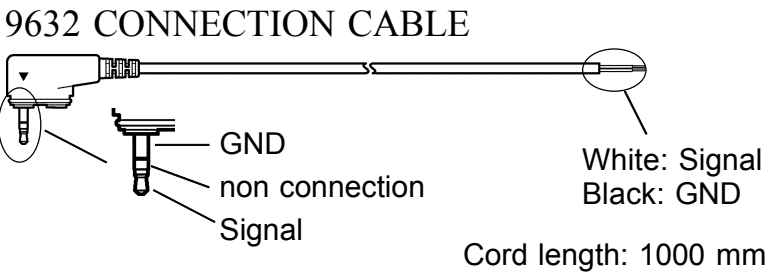 9632 CONNECTION CABLE
GND
non connection
Signal
White: Signal
Black: GND
Cord length: 1000 mm